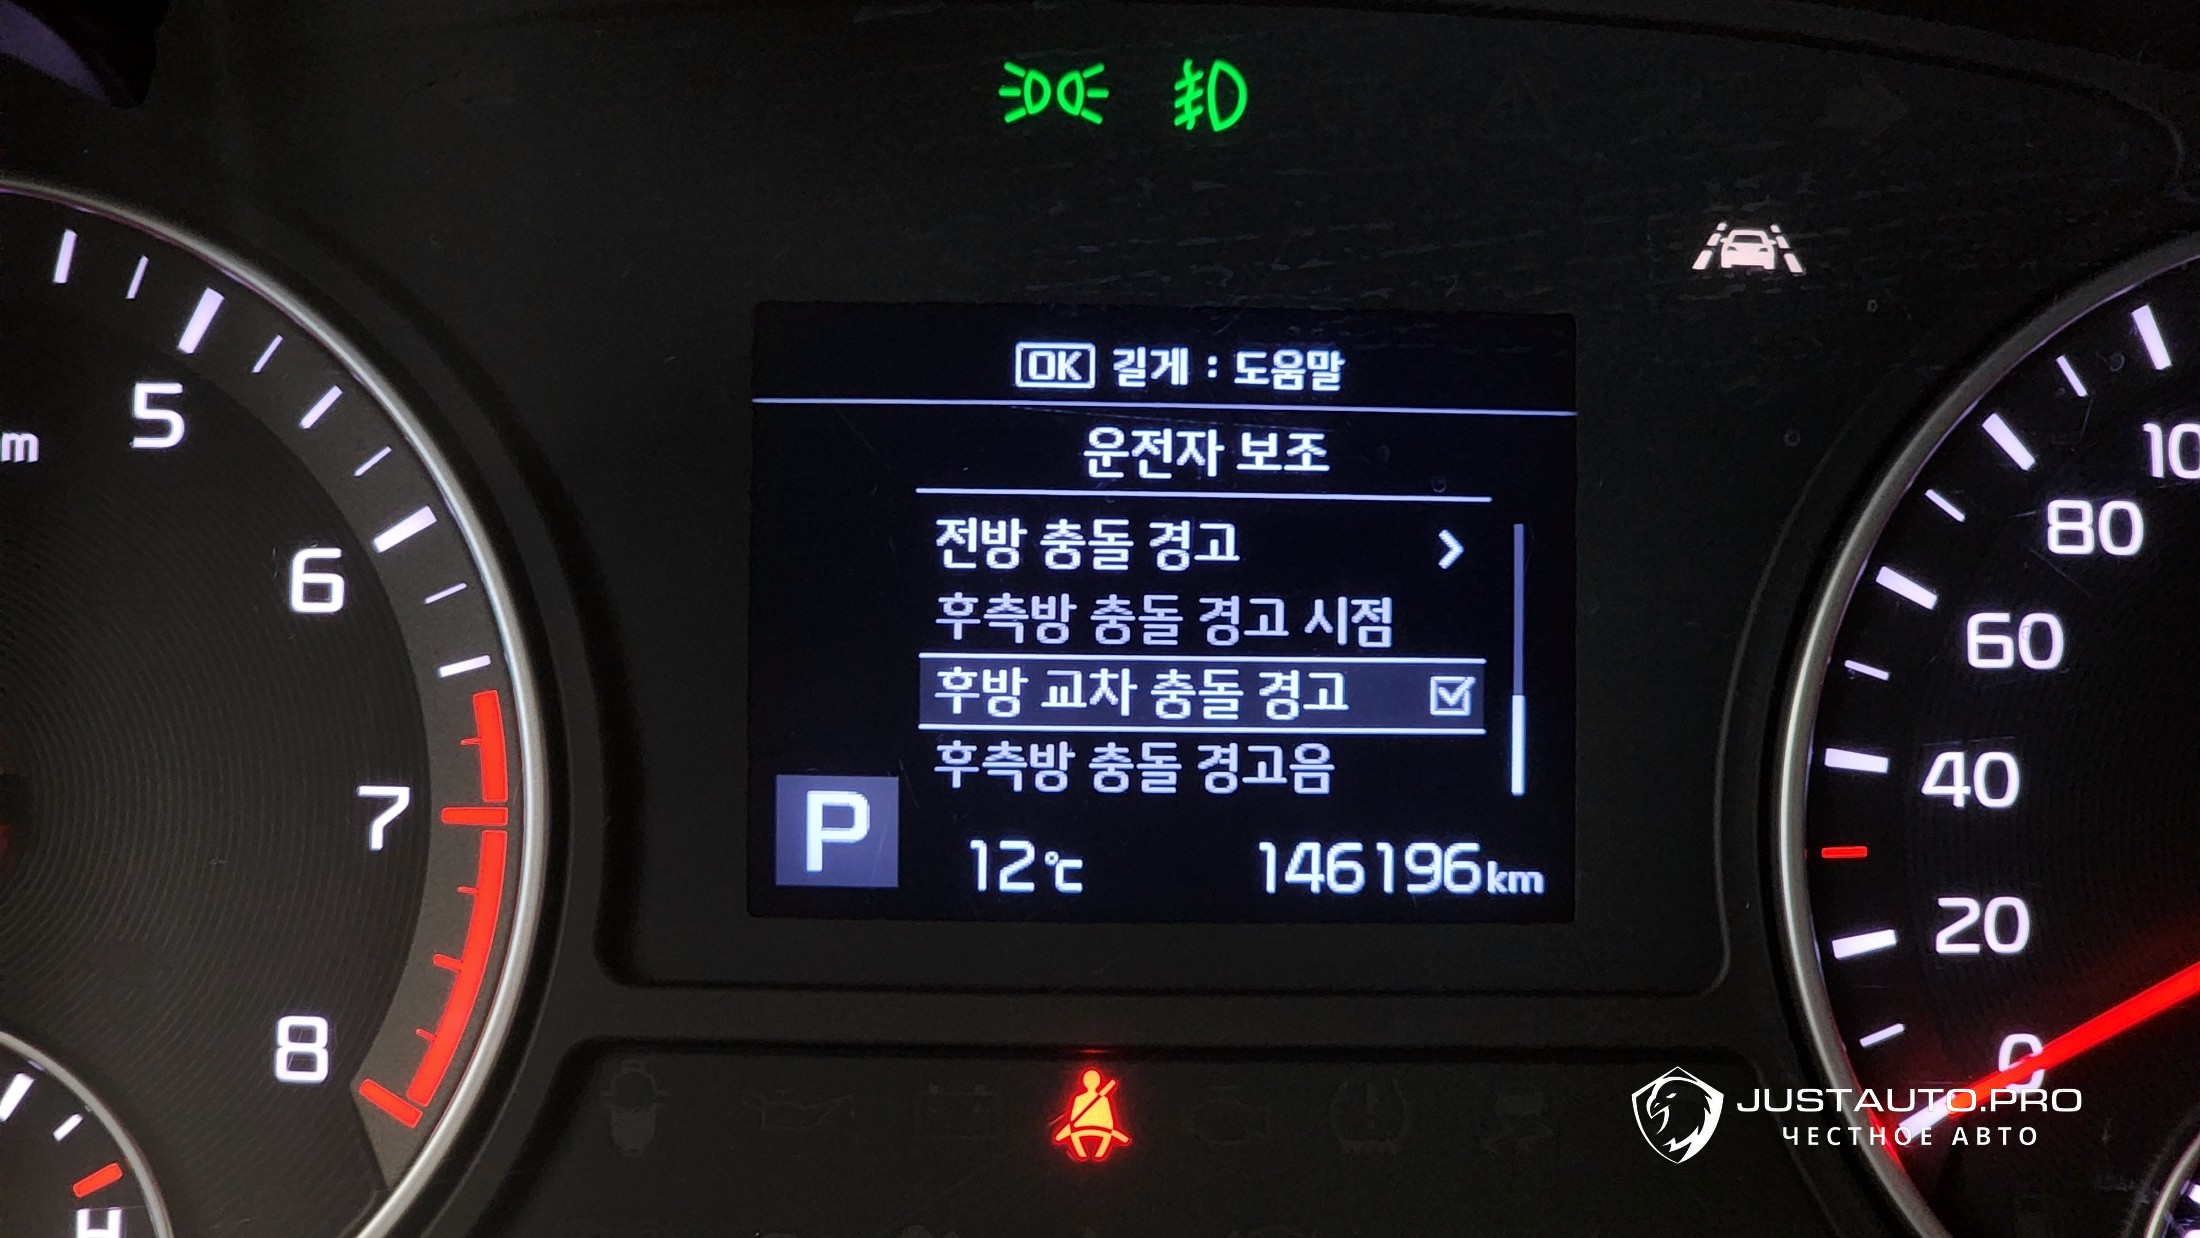 OK 길게 : 도움말
운전자 보조
전방 충돌 경고
후측방 충돌 경고 시점
후방 교차 충돌 경고
후측방 충돌 경고음
P
12℃ 146196km
m
5
6
7
8
H
10
80
60
40
20
0
JUSTAUTO.PRO
ЧЕСТНОЕ АВТО